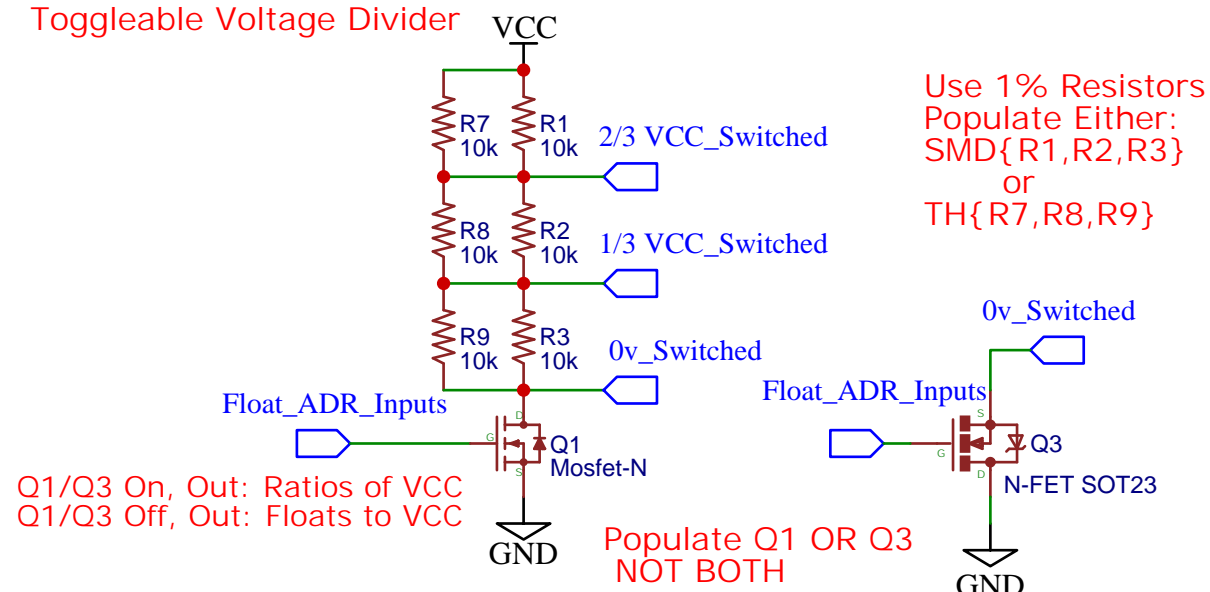 Toggleable Voltage Divider
VCC
R7
10k
R1
10k
2/3 VCC_Switched
R8
10k
R2
10k
1/3 VCC_Switched
R9
10k
R3
10k
0v_Switched
Float_ADR_Inputs
D
G
S
Q1
Mosfet-N
GND
Q1/Q3 On, Out: Ratios of VCC
Q1/Q3 Off, Out: Floats to VCC
Use 1% Resistors
Populate Either:
SMD{R1,R2,R3}
or
TH{R7,R8,R9}
0v_Switched
Float_ADR_Inputs
S
G
D
Q3
N-FET SOT23
GND
Populate Q1 OR Q3
NOT BOTH